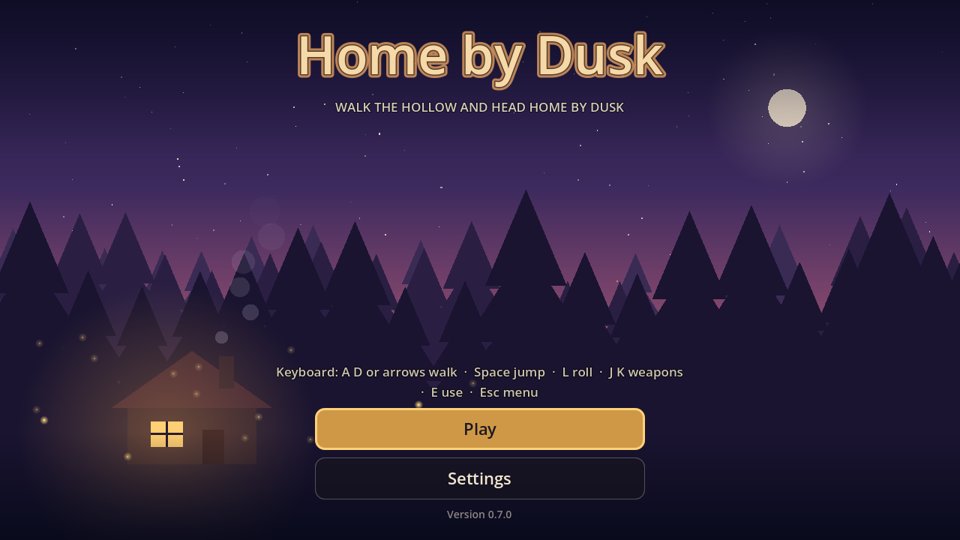 Home by Dusk
WALK THE HOLLOW AND HEAD HOME BY DUSK
Keyboard: A D or arrows walk · Space jump · L roll · J K weapons
· E use · Esc menu
Play
Settings
Version 0.7.0